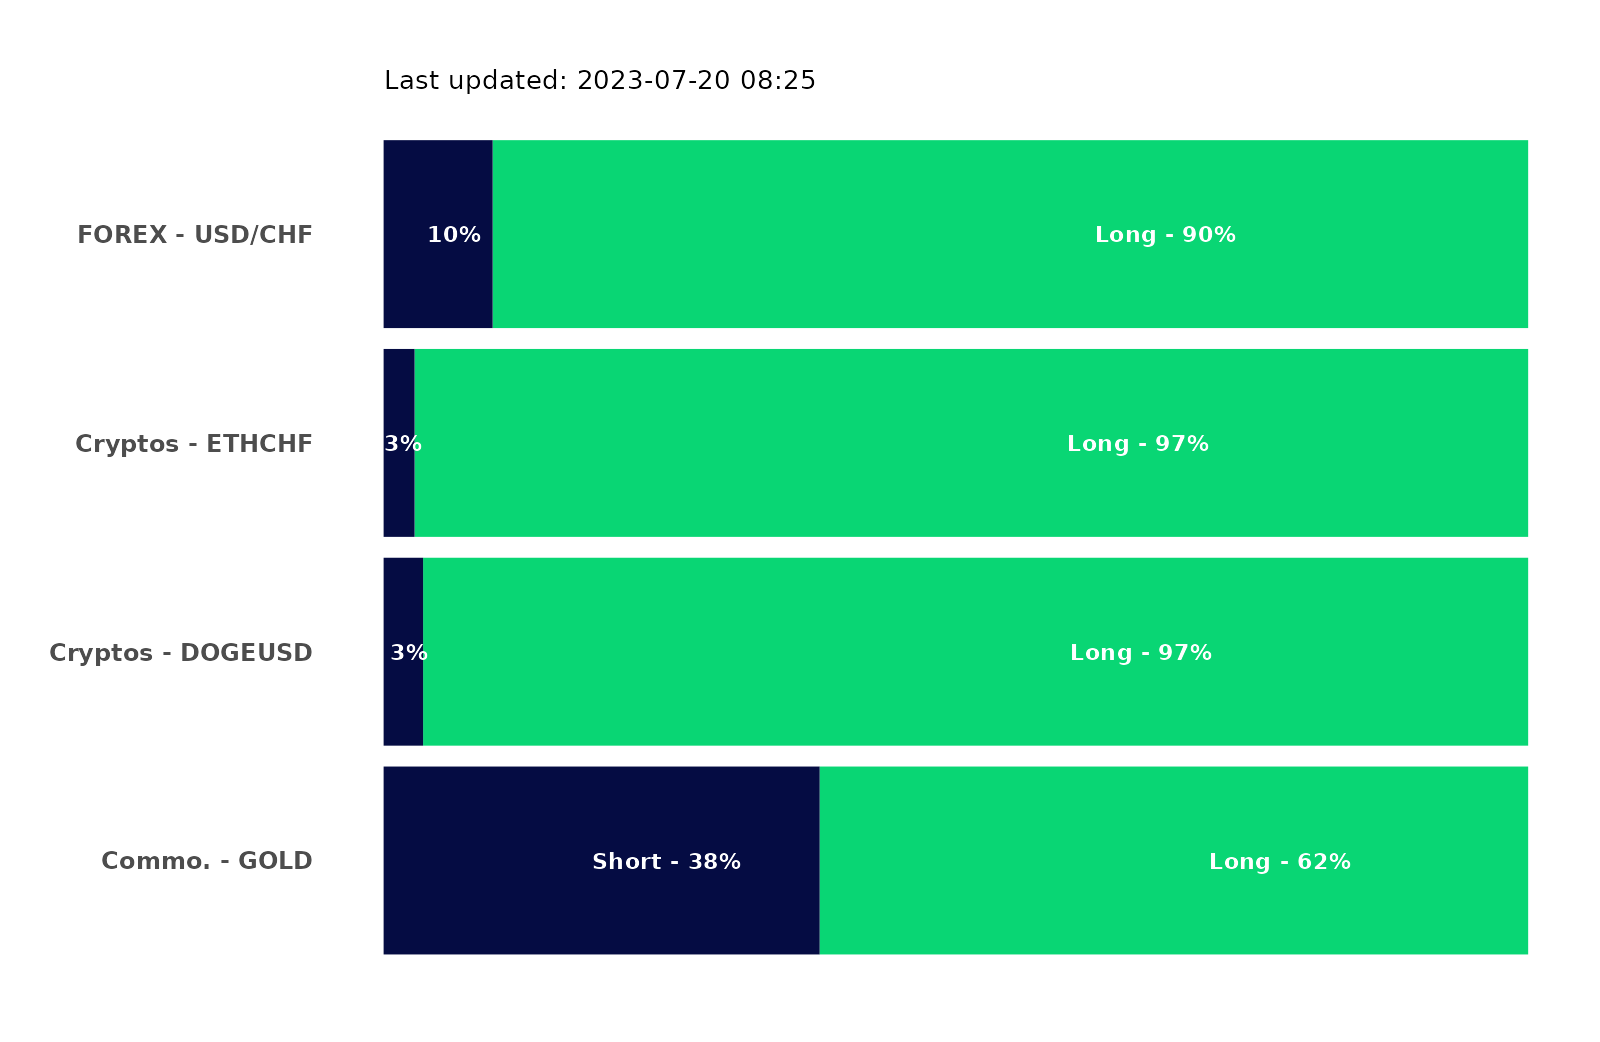 Last updated: 2023-07-20 08:25
FOREX - USD/CHF 10% Long - 90%
Cryptos - ETHCHF 3% Long - 97%
Cryptos - DOGEUSD 3% Long - 97%
Commo. - GOLD Short - 38% Long - 62%